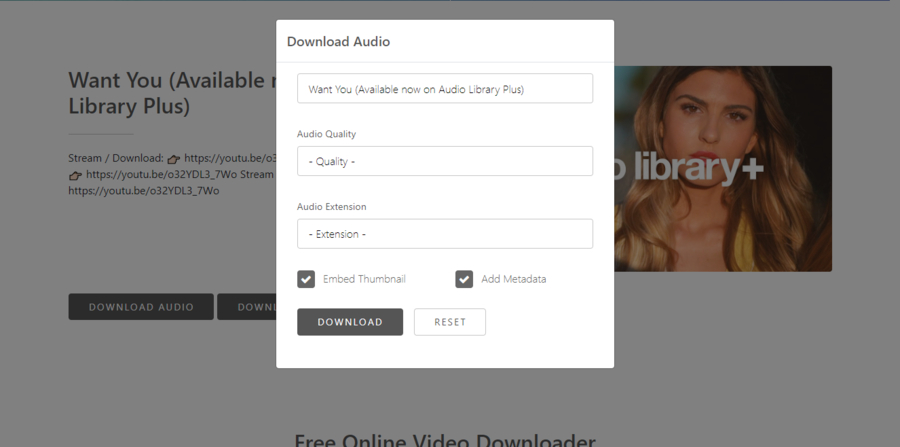 Download Audio
Want You (Available now on Audio Library Plus)
Audio Quality
- Quality -
Audio Extension
- Extension -
Embed Thumbnail
Add Metadata
DOWNLOAD
RESET
Want You (Available
Library Plus)
Stream / Download: 👉 https://youtu.be/o32
👉 https://youtu.be/o32YDL3_7Wo Stream
https://youtu.be/o32YDL3_7Wo
library+
DOWNLOAD AUDIO
Free Online Video Downloader